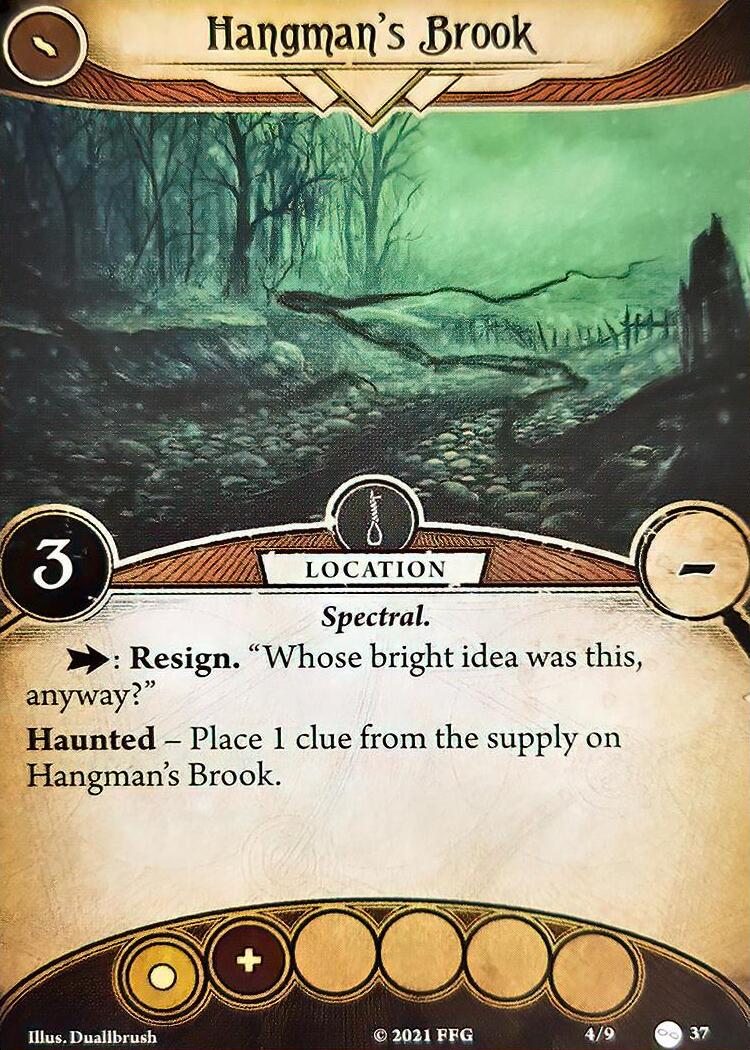 Hangman's Brook
3
LOCATION
-
Spectral.
: Resign. “Whose bright idea was this,
anyway?”
Haunted – Place 1 clue from the supply on
Hangman's Brook.
Illus. Duallbrush
© 2021 FFG
4/9
37